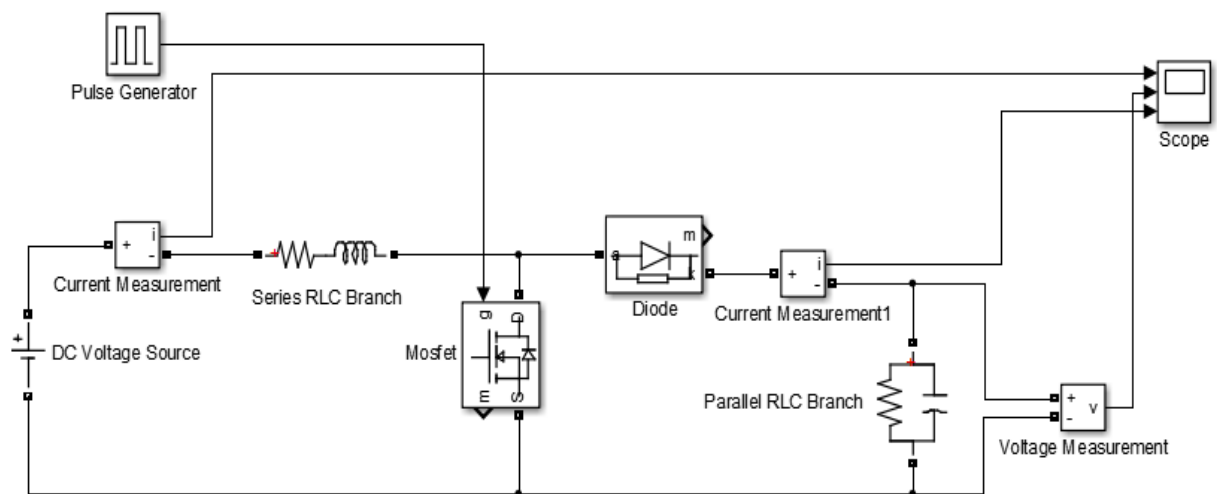 Pulse Generator
Scope
i
+
-
Current Measurement
Series RLC Branch
a
m
k
Diode
i
+
-
Current Measurement1
+
DC Voltage Source
Mosfet
g
D
m
S
Parallel RLC Branch
+
-
v
Voltage Measurement